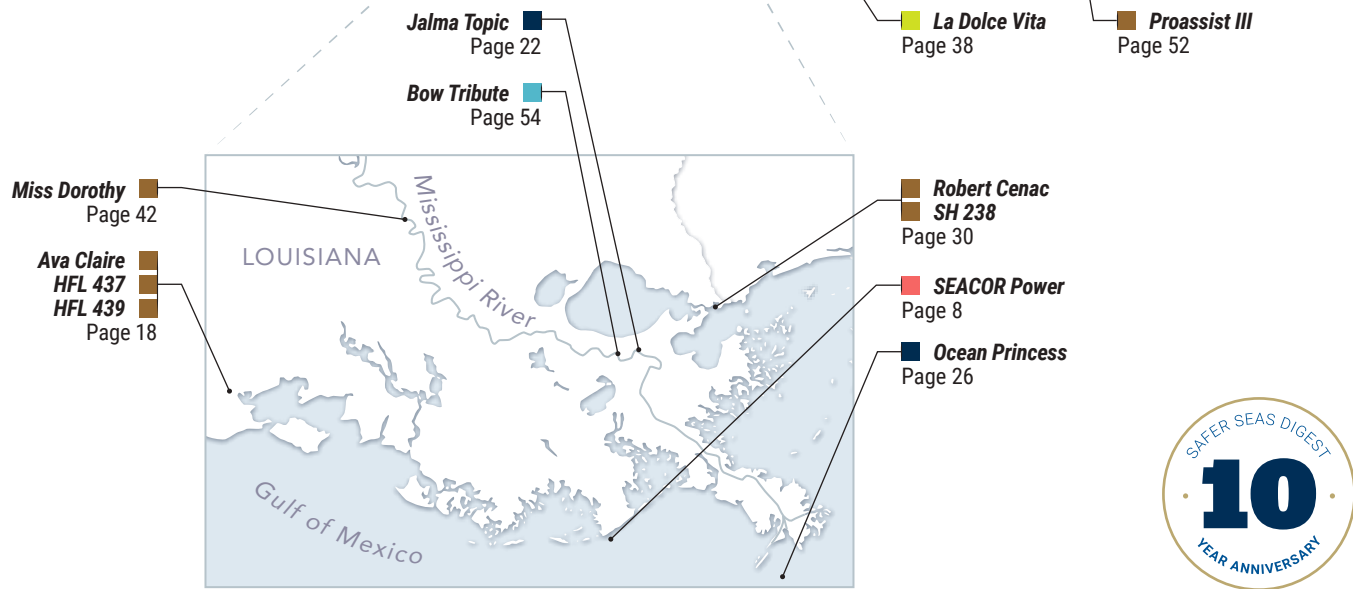 Jalma Topic
Page 22
La Dolce Vita
Page 38
Proassist III
Page 52
Bow Tribute
Page 54
Miss Dorothy
Page 42
Ava Claire
HFL 437
HFL 439
Page 18
LOUISIANA
Mississippi River
Gulf of Mexico
Robert Cenac
SH 238
Page 30
SEACOR Power
Page 8
Ocean Princess
Page 26
SAFER SEAS DIGEST
10
YEAR ANNIVERSARY